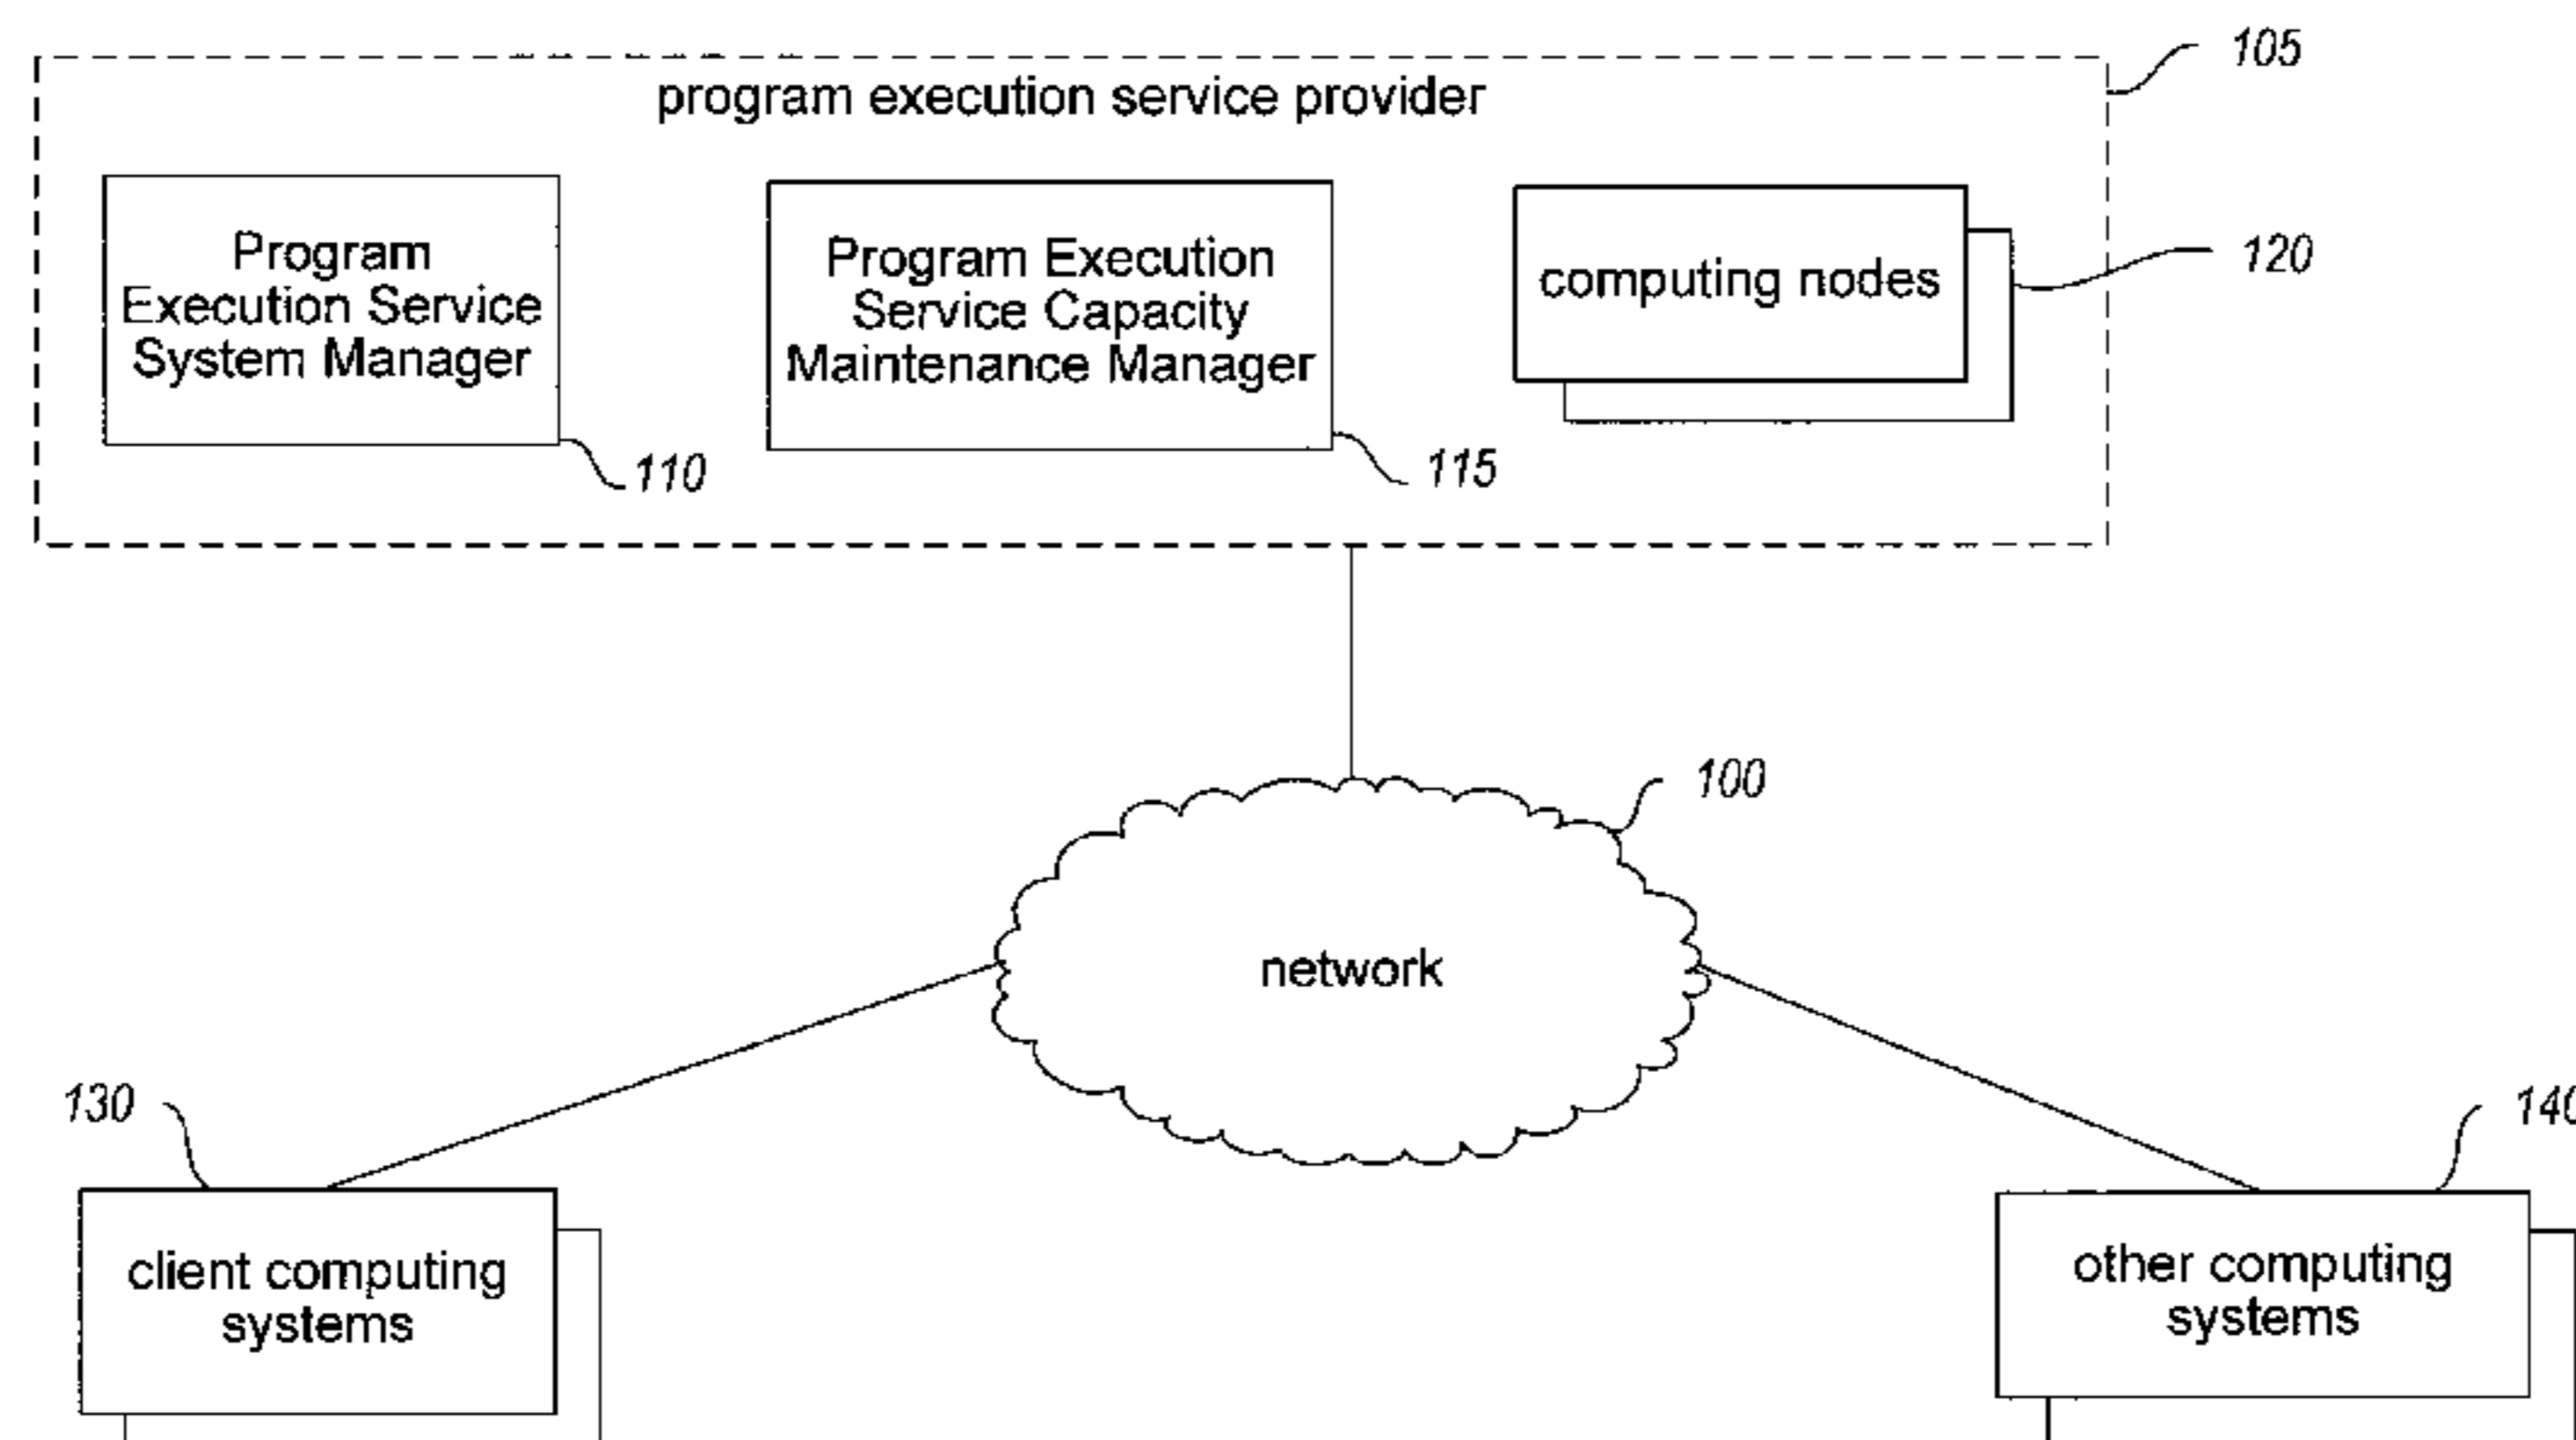 105
program execution service provider
Program
Execution Service
System Manager
110
Program Execution
Service Capacity
Maintenance Manager
115
computing nodes
120
100
network
130
client computing
systems
140
other computing
systems